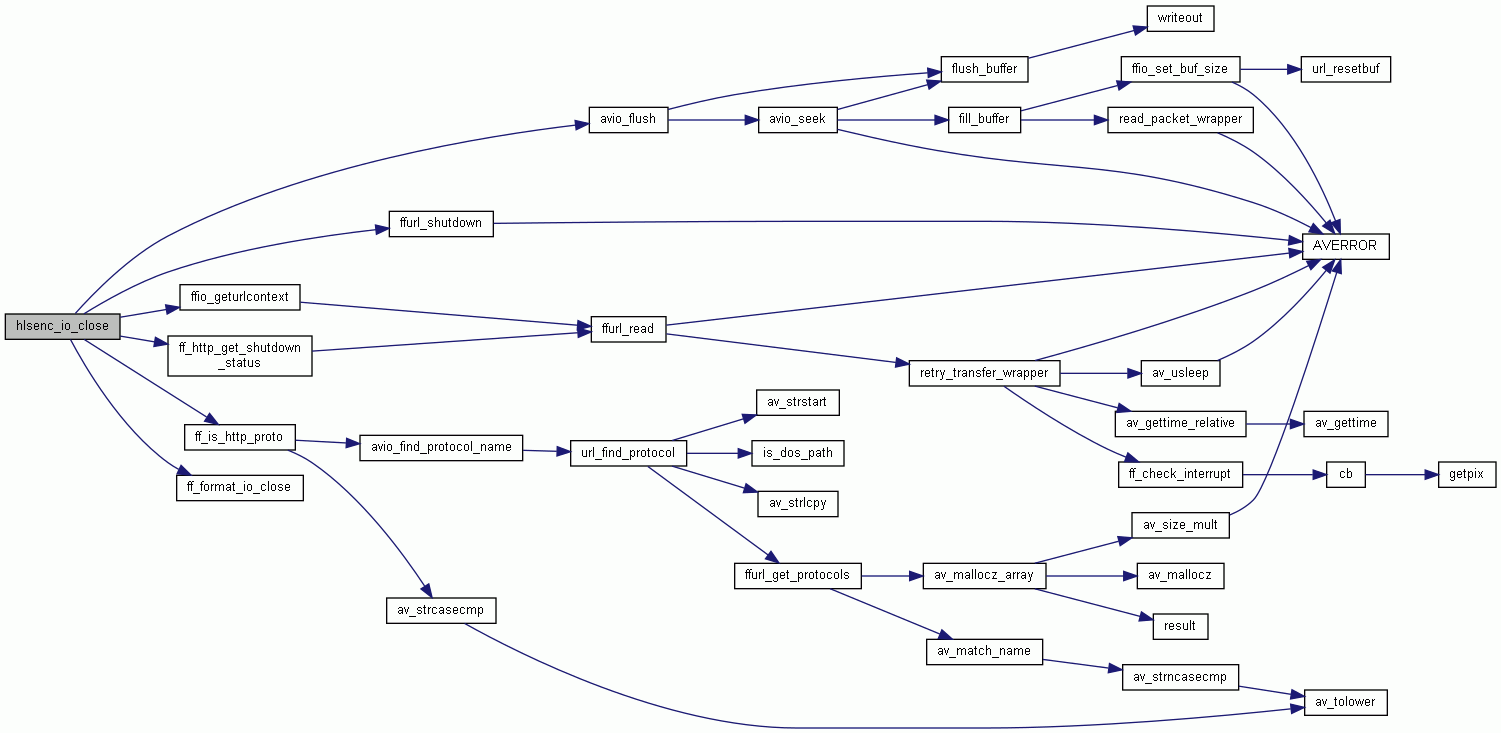 writeout
flush_buffer
ffio_set_buf_size
url_resetbuf
avio_flush
avio_seek
fill_buffer
read_packet_wrapper
ffurl_shutdown
AVERROR
ffio_geturlcontext
hlsenc_io_close
ffurl_read
ff_http_get_shutdown
_status
retry_transfer_wrapper
av_usleep
av_strstart
av_gettime_relative
av_gettime
ff_is_http_proto
avio_find_protocol_name
url_find_protocol
is_dos_path
ff_check_interrupt
cb
getpix
ff_format_io_close
av_strlcpy
av_size_mult
ffurl_get_protocols
av_mallocz_array
av_mallocz
av_strcasecmp
result
av_match_name
av_strncasecmp
av_tolower